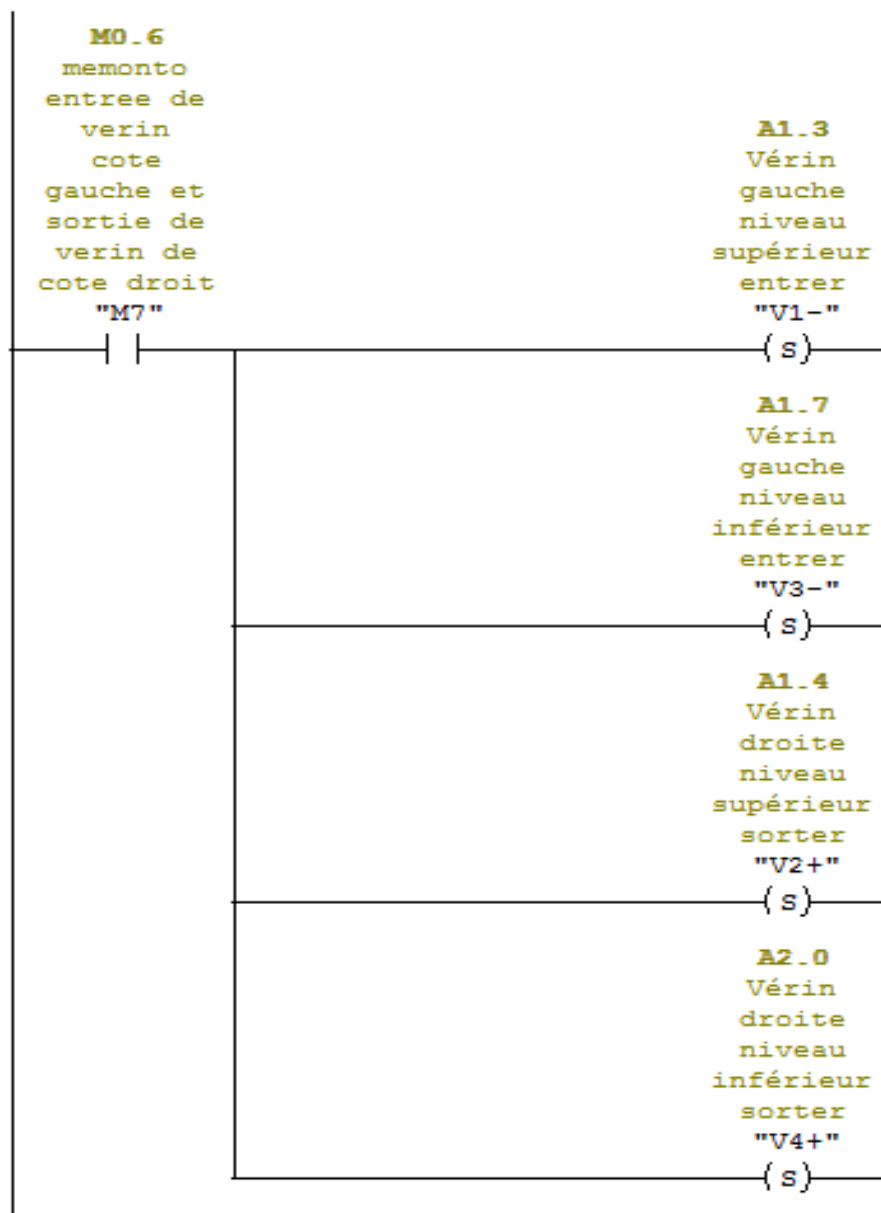 M0.6
memonto
entree de
verin
cote
gauche et
sortie de
verin de
cote droit
"M7"
A1.3
Vérin
gauche
niveau
supérieur
entrer
"V1-"
(S)
A1.7
Vérin
gauche
niveau
inférieur
entrer
"V3-"
(S)
A1.4
Vérin
droite
niveau
supérieur
sorter
"V2+"
(S)
A2.0
Vérin
droite
niveau
inférieur
sorter
"V4+"
(S)